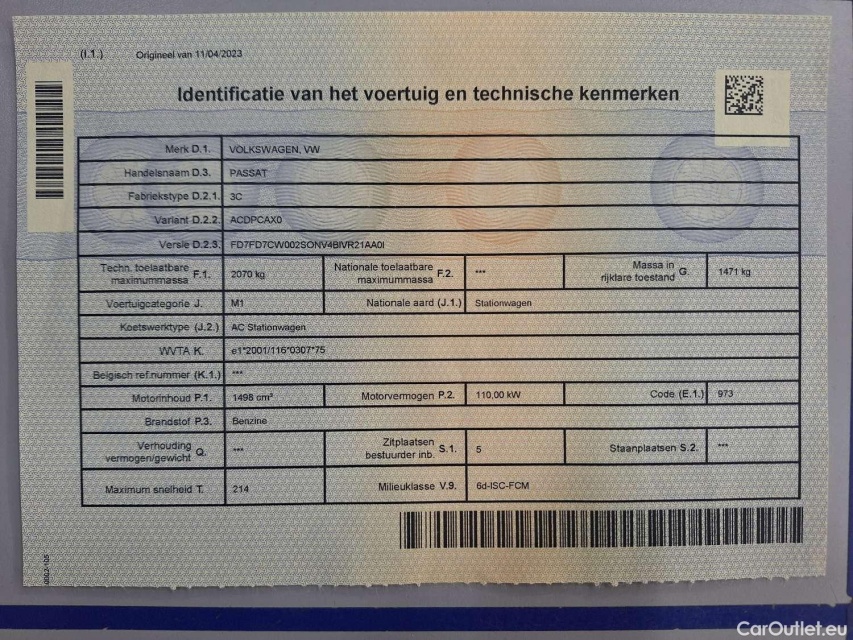 (I.1.) Origineel van 11/04/2023
Identificatie van het voertuig en technische kenmerken
Merk D.1. VOLKSWAGEN, VW
Handelsnaam D.3. PASSAT
Fabriekstype D.2.1. 3C
Variant D.2.2. ACDPCAX0
Versie D.2.3. FD7FD7CW002SONV4BIVR21AA0I
Techn. toelaatbare maximummassa F.1. 2070 kg Nationale toelaatbare maximummassa F.2. *** Massa in rijklare toestand G. 1471 kg
Voertuigcategorie J. M1 Nationale aard (J.1.) Stationwagen
Koetswerktype (J.2.) AC Stationwagen
WVTA K. e1*2001/116*0307*75
Belgisch ref.nummer (K.1.) ***
Motorinhoud P.1. 1498 cm³ Motorvermogen P.2. 110,00 kW Code (E.1.) 973
Brandstof P.3. Benzine
Verhouding vermogen/gewicht Q. *** Zitplaatsen bestuurder inb. S.1. 5 Staanplaatsen S.2. ***
Maximum snelheid T. 214 Milieuklasse V.9. 6d-ISC-FCM
CarOutlet.eu